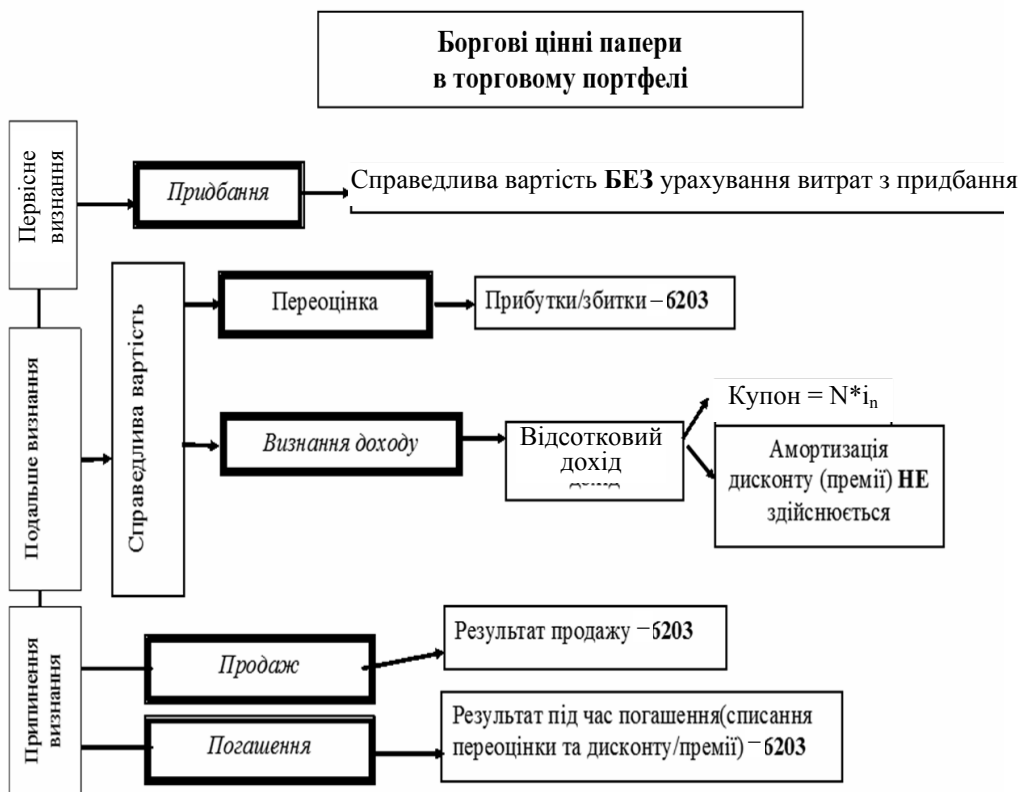 Боргові цінні папери
в торговому портфелі
Первісне
визнання
Придбання
Справедлива вартість БЕЗ урахування витрат з придбання
Подальше визнання
Справедлива вартість
Переоцінка
Прибутки/збитки – 6203
Визнання доходу
Відсотковий
дохід
Купон = N*iₙ
Амортизація
дисконту (премії) НЕ
здійснюється
Припинення
визнання
Продаж
Результат продажу – 6203
Погашення
Результат під час погашення(списання
переоцінки та дисконту/премії) – 6203